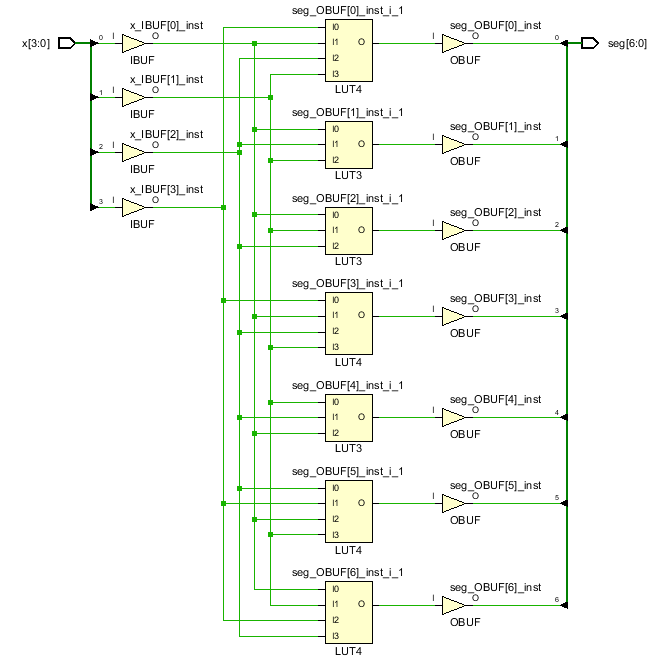 seg_OBUF[0]_inst_i_1
x_IBUF[0]_inst
seg_OBUF[0]_inst
x[3:0] 0 I O I0 I1 I2 I3 O I O 0 seg[6:0]
IBUF
OBUF
LUT4
x_IBUF[1]_inst
1 I O
IBUF
seg_OBUF[1]_inst_i_1
seg_OBUF[1]_inst
I0 I1 I2 O I O 1
OBUF
LUT3
x_IBUF[2]_inst
2 I O
IBUF
x_IBUF[3]_inst
3 I O
IBUF
seg_OBUF[2]_inst_i_1
seg_OBUF[2]_inst
I0 I1 I2 O I O 2
OBUF
LUT3
seg_OBUF[3]_inst_i_1
seg_OBUF[3]_inst
I0 I1 I2 I3 O I O 3
OBUF
LUT4
seg_OBUF[4]_inst_i_1
seg_OBUF[4]_inst
I0 I1 I2 O I O 4
OBUF
LUT3
seg_OBUF[5]_inst_i_1
seg_OBUF[5]_inst
I0 I1 I2 I3 O I O 5
OBUF
LUT4
seg_OBUF[6]_inst_i_1
seg_OBUF[6]_inst
I0 I1 I2 I3 O I O 6
OBUF
LUT4